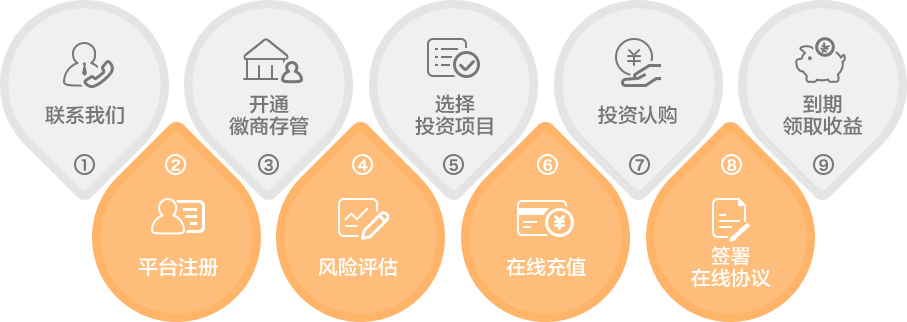 联系我们
①
②
平台注册
开通
徽商存管
③
④
风险评估
选择
投资项目
⑤
⑥
¥
在线充值
¥
投资认购
⑦
⑧
签署
在线协议
到期
领取收益
⑨